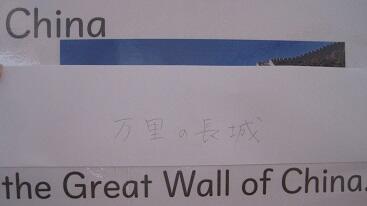 China
万里の長城
the Great Wall of China.